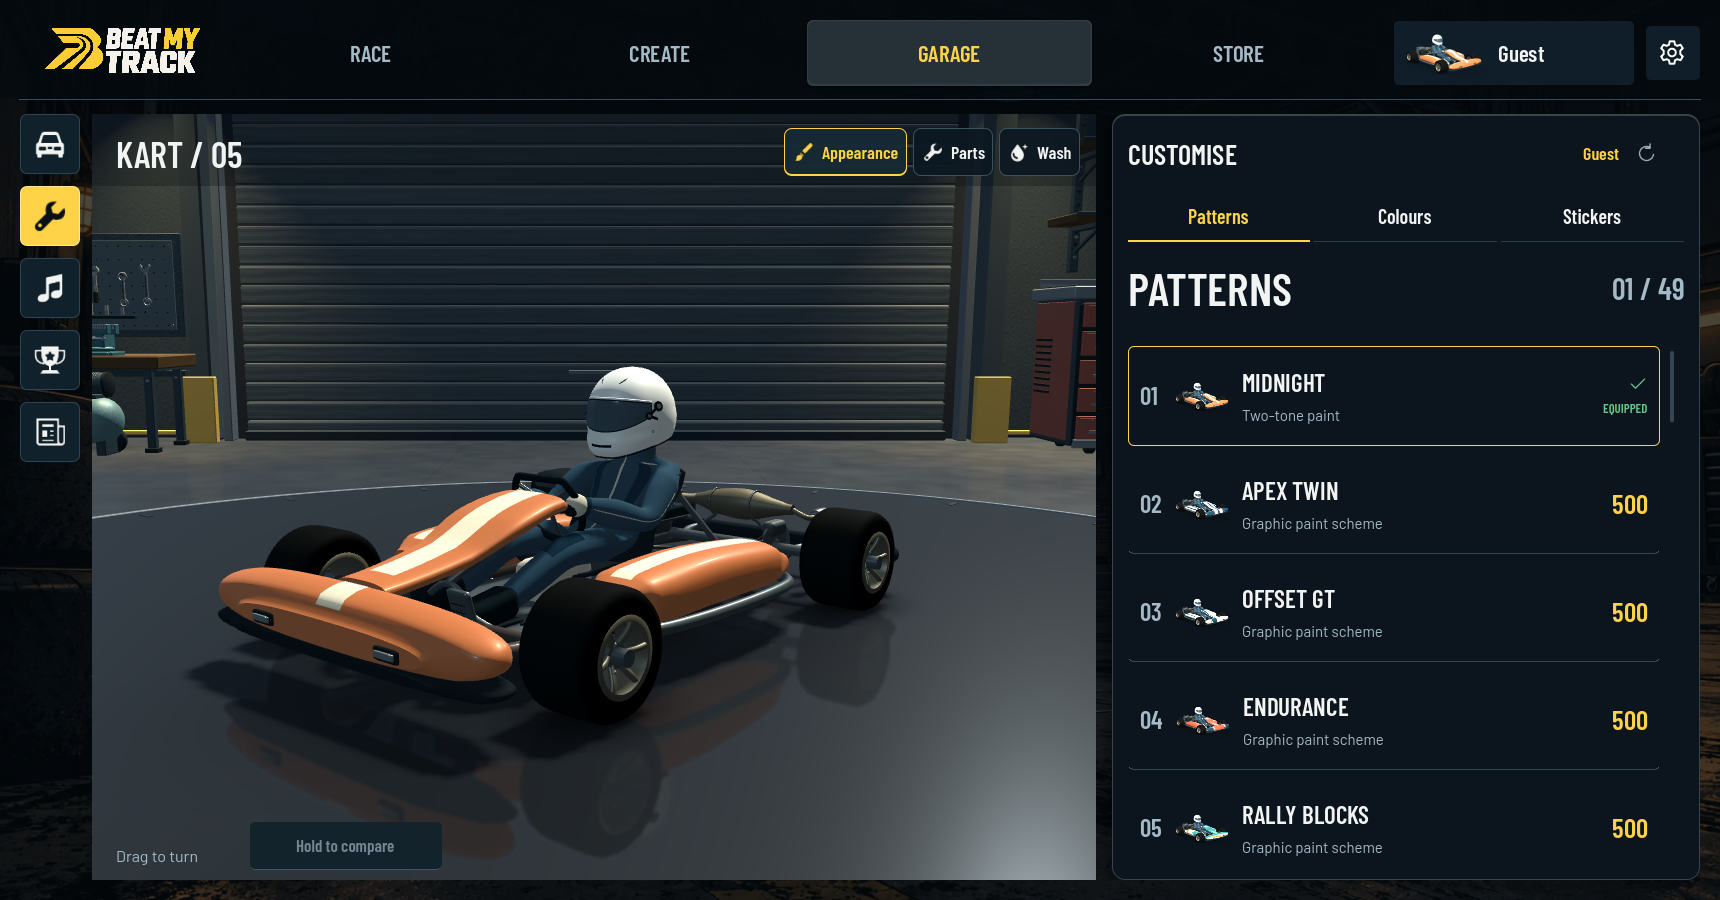 BEAT MY
TRACK
RACE
CREATE
GARAGE
STORE
Guest
KART / 05
Appearance
Parts
Wash
Drag to turn
Hold to compare
CUSTOMISE
Guest
Patterns
Colours
Stickers
PATTERNS
01 / 49
01
MIDNIGHT
Two-tone paint
EQUIPPED
02
APEX TWIN
Graphic paint scheme
500
03
OFFSET GT
Graphic paint scheme
500
04
ENDURANCE
Graphic paint scheme
500
05
RALLY BLOCKS
Graphic paint scheme
500